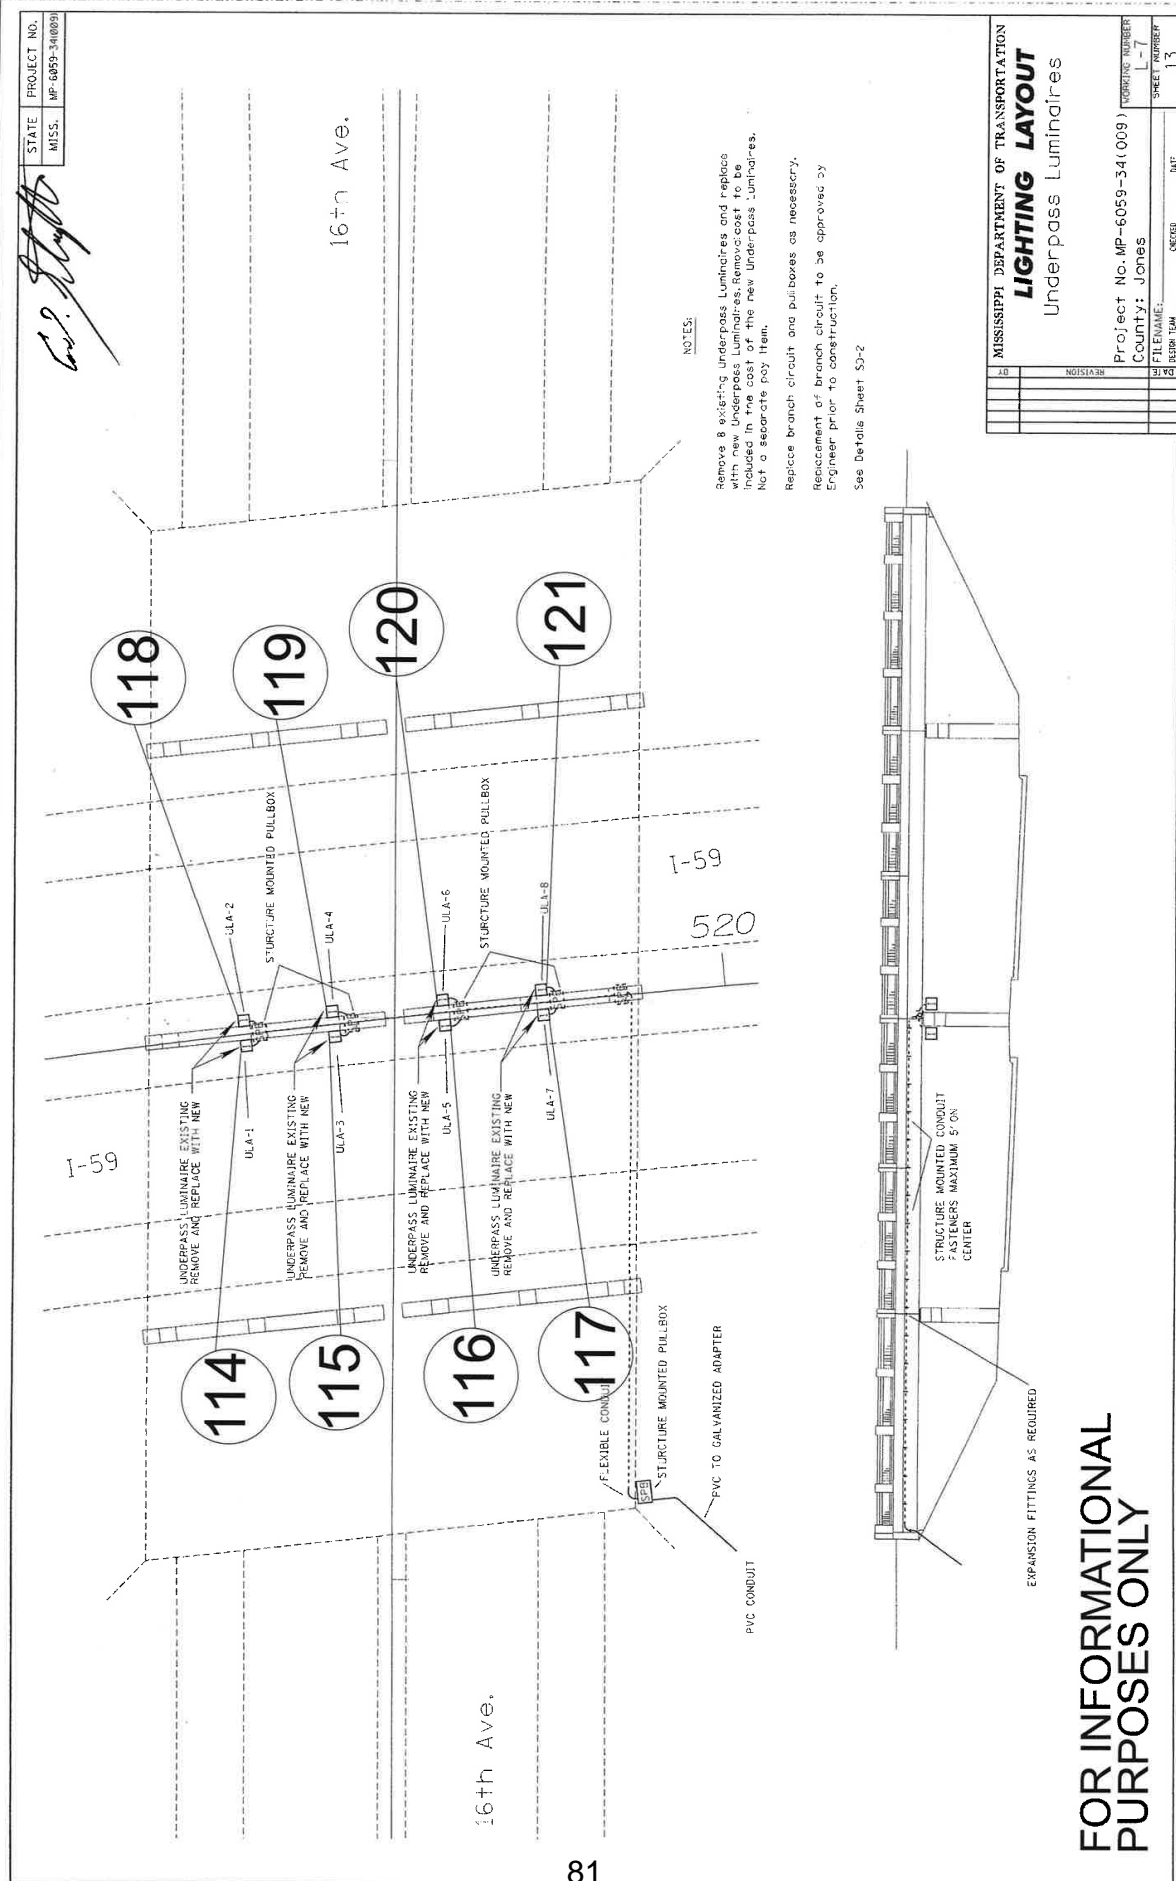 STATE PROJECT NO.
MISS. MP-6059-34(009)
16th Ave.
118
119
120
121
ULA-2
STURCTURE MOUNTED PULLBOX
ULA-4
ULA-6
STURCTURE MOUNTED PULLBOX
ULA-8
I-59
520
I-59
UNDERPASS LUMINAIRE EXISTING
REMOVE AND REPLACE WITH NEW
ULA-1
UNDERPASS LUMINAIRE EXISTING
REMOVE AND REPLACE WITH NEW
ULA-3
UNDERPASS LUMINAIRE EXISTING
REMOVE AND REPLACE WITH NEW
ULA-5
UNDERPASS LUMINAIRE EXISTING
REMOVE AND REPLACE WITH NEW
ULA-7
114
115
116
117
FLEXIBLE CONDUI
SPB
STURCTURE MOUNTED PULLBOX
PVC TO GALVANIZED ADAPTER
PVC CONDUIT
16th Ave.
NOTES:
Remove 8 existing Underpass Luminaires and replace
with new Underpass Luminaires. Removal cost to be
included in the cost of the new Underpass Luminaires.
Not a separate pay item.
Replace branch circuit and pullboxes as necessary.
Replacement of branch circuit to be approved by
Engineer prior to construction.
See Details Sheet SD-2
STRUCTURE MOUNTED CONDUIT
FASTENERS MAXIMUM 5' ON
CENTER
EXPANSION FITTINGS AS REQUIRED
MISSISSIPPI DEPARTMENT OF TRANSPORTATION
LIGHTING LAYOUT
Underpass Luminaires
Project No. MP-6059-34(009)
County: Jones
WORKING NUMBER
L-7
SHEET NUMBER
13
FILENAME:
DESIGN TEAM CHECKED DATE
DATE REVISION BY
FOR INFORMATIONAL
PURPOSES ONLY
81